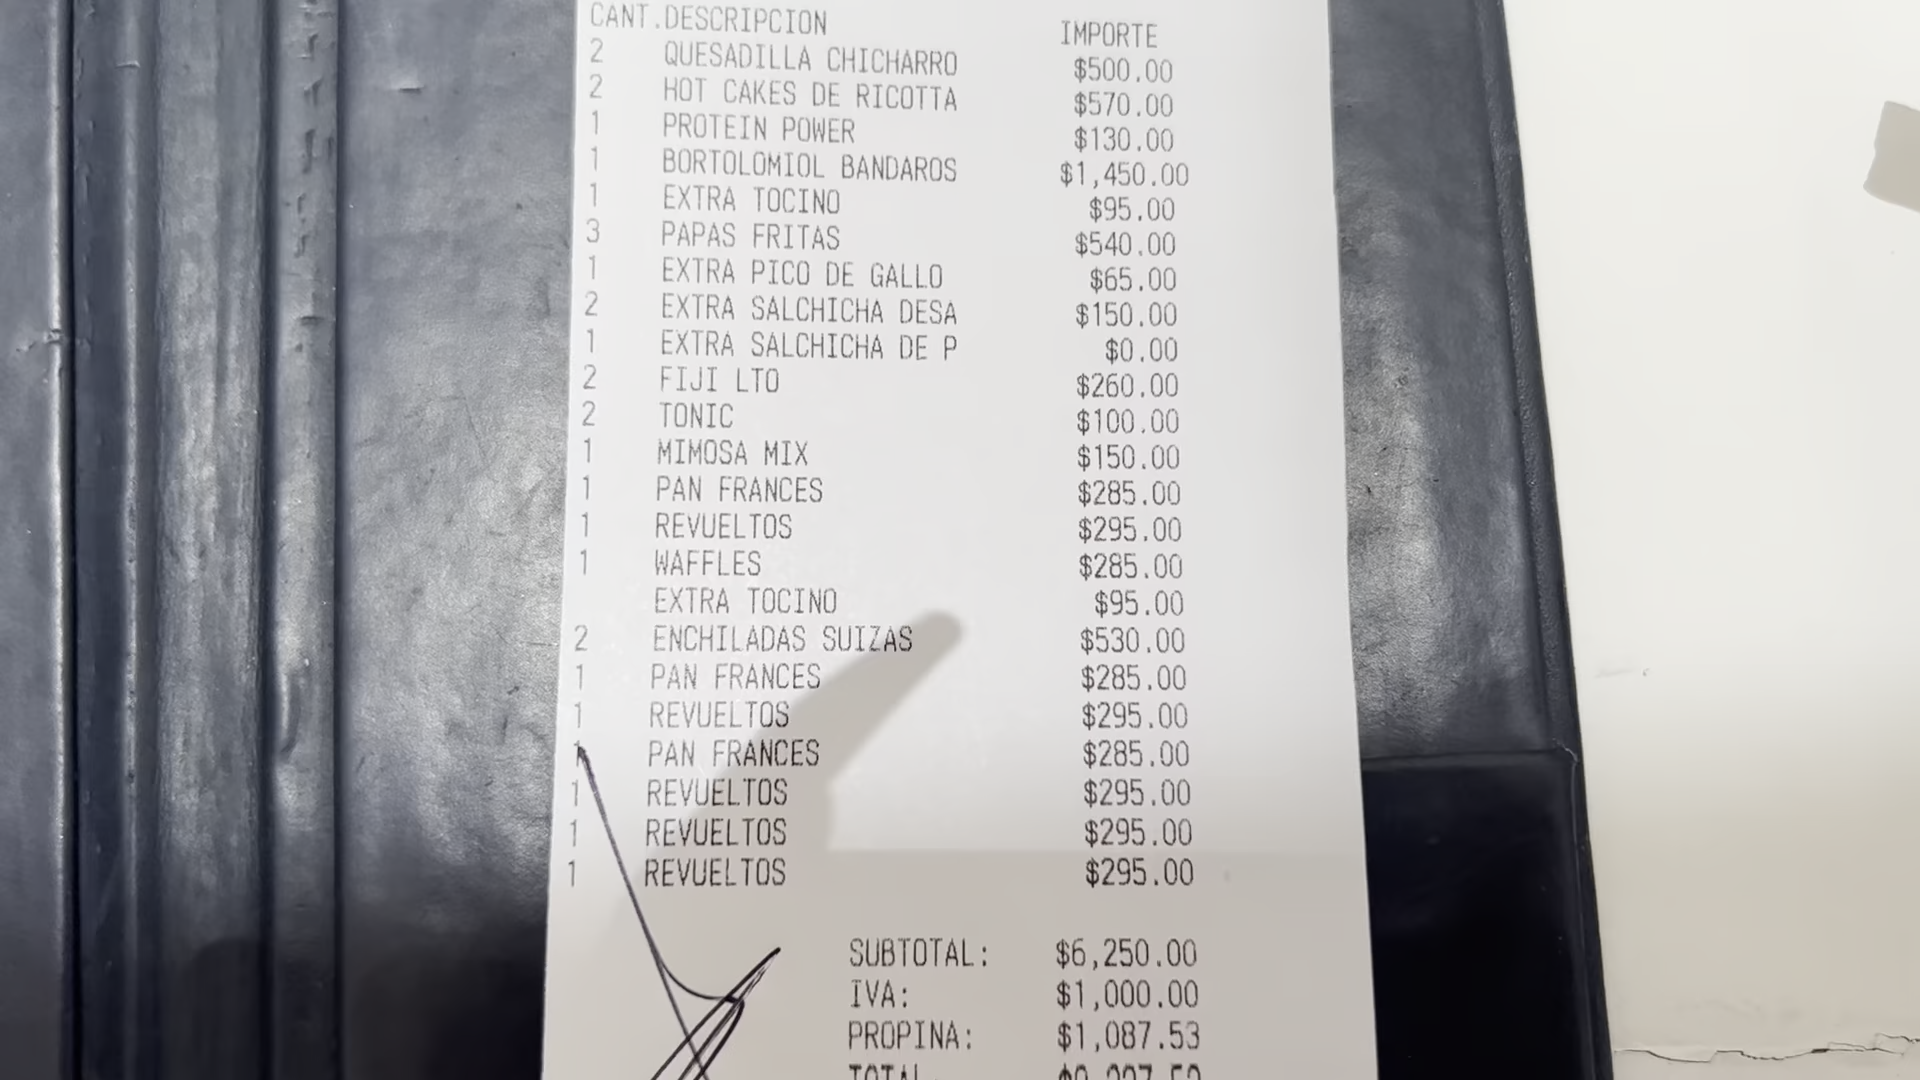 CANT.DESCRIPCION IMPORTE
2 QUESADILLA CHICHARRO $500.00
2 HOT CAKES DE RICOTTA $570.00
1 PROTEIN POWER $130.00
1 BORTOLOMIOL BANDAROS $1,450.00
1 EXTRA TOCINO $95.00
3 PAPAS FRITAS $540.00
1 EXTRA PICO DE GALLO $65.00
2 EXTRA SALCHICHA DESA $150.00
1 EXTRA SALCHICHA DE P $0.00
2 FIJI LTO $260.00
2 TONIC $100.00
1 MIMOSA MIX $150.00
1 PAN FRANCES $285.00
1 REVUELTOS $295.00
1 WAFFLES $285.00
EXTRA TOCINO $95.00
2 ENCHILADAS SUIZAS $530.00
1 PAN FRANCES $285.00
1 REVUELTOS $295.00
1 PAN FRANCES $285.00
1 REVUELTOS $295.00
1 REVUELTOS $295.00
1 REVUELTOS $295.00
SUBTOTAL: $6,250.00
IVA: $1,000.00
PROPINA: $1,087.53
TOTAL: